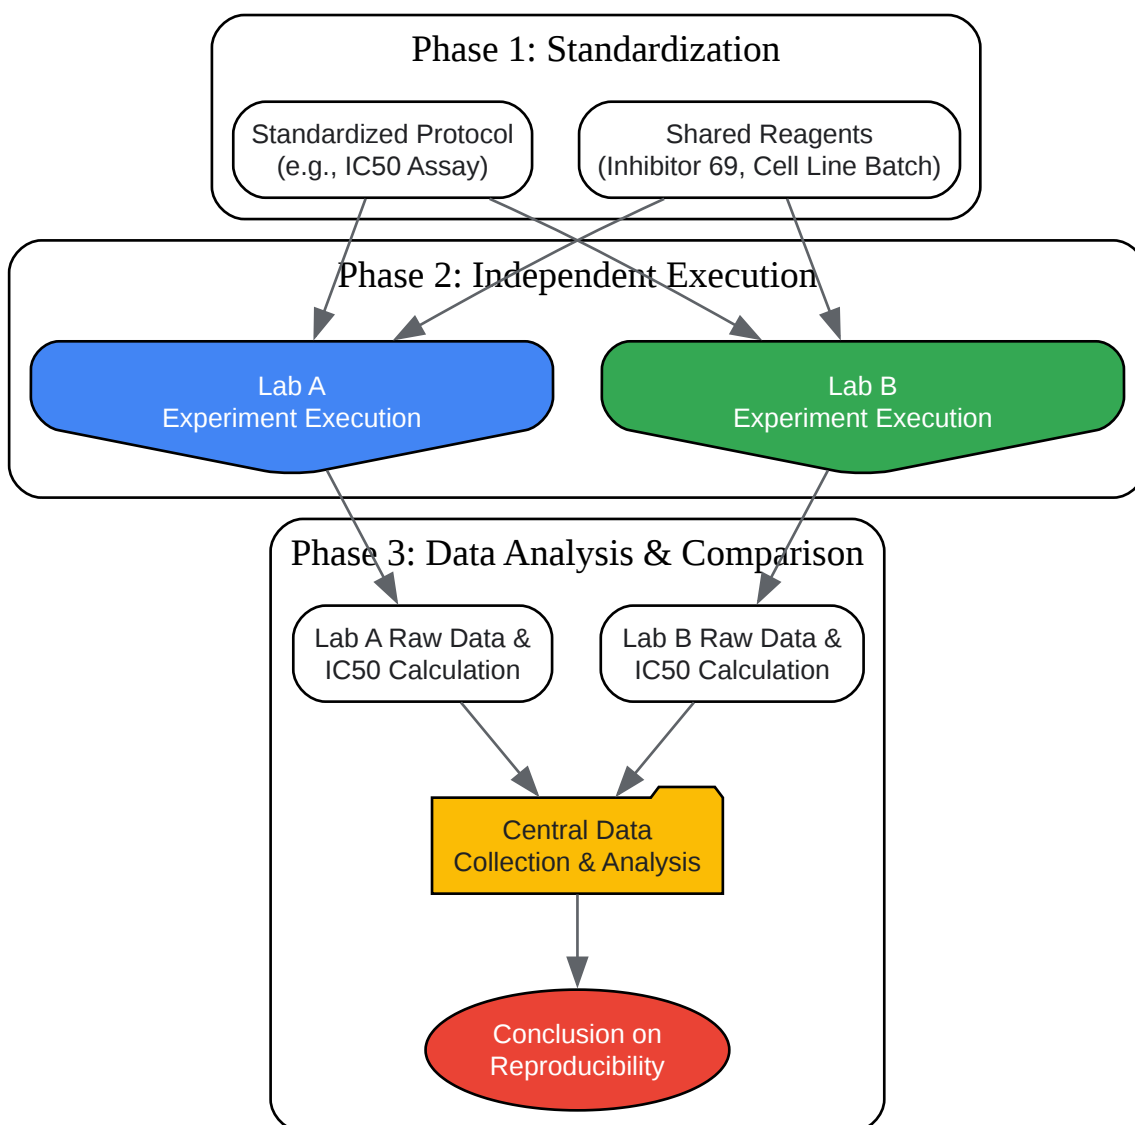 Phase 1: Standardization
Standardized Protocol
(e.g., IC50 Assay)
Shared Reagents
(Inhibitor 69, Cell Line Batch)
Phase 2: Independent Execution
Lab A
Experiment Execution
Lab B
Experiment Execution
Phase 3: Data Analysis & Comparison
Lab A Raw Data &
IC50 Calculation
Lab B Raw Data &
IC50 Calculation
Central Data
Collection & Analysis
Conclusion on
Reproducibility